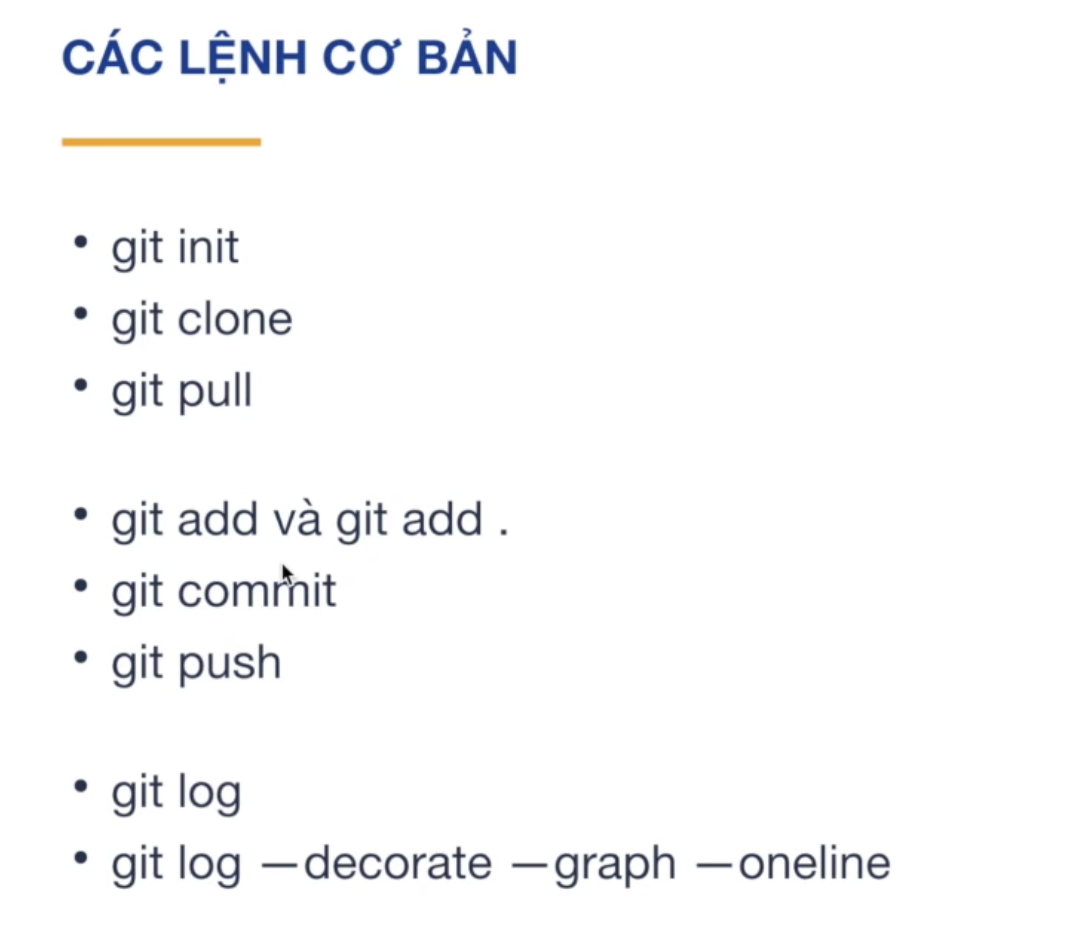 CÁC LỆNH CƠ BẢN
• git init
• git clone
• git pull
• git add và git add .
• git commit
• git push
• git log
• git log —decorate —graph —oneline